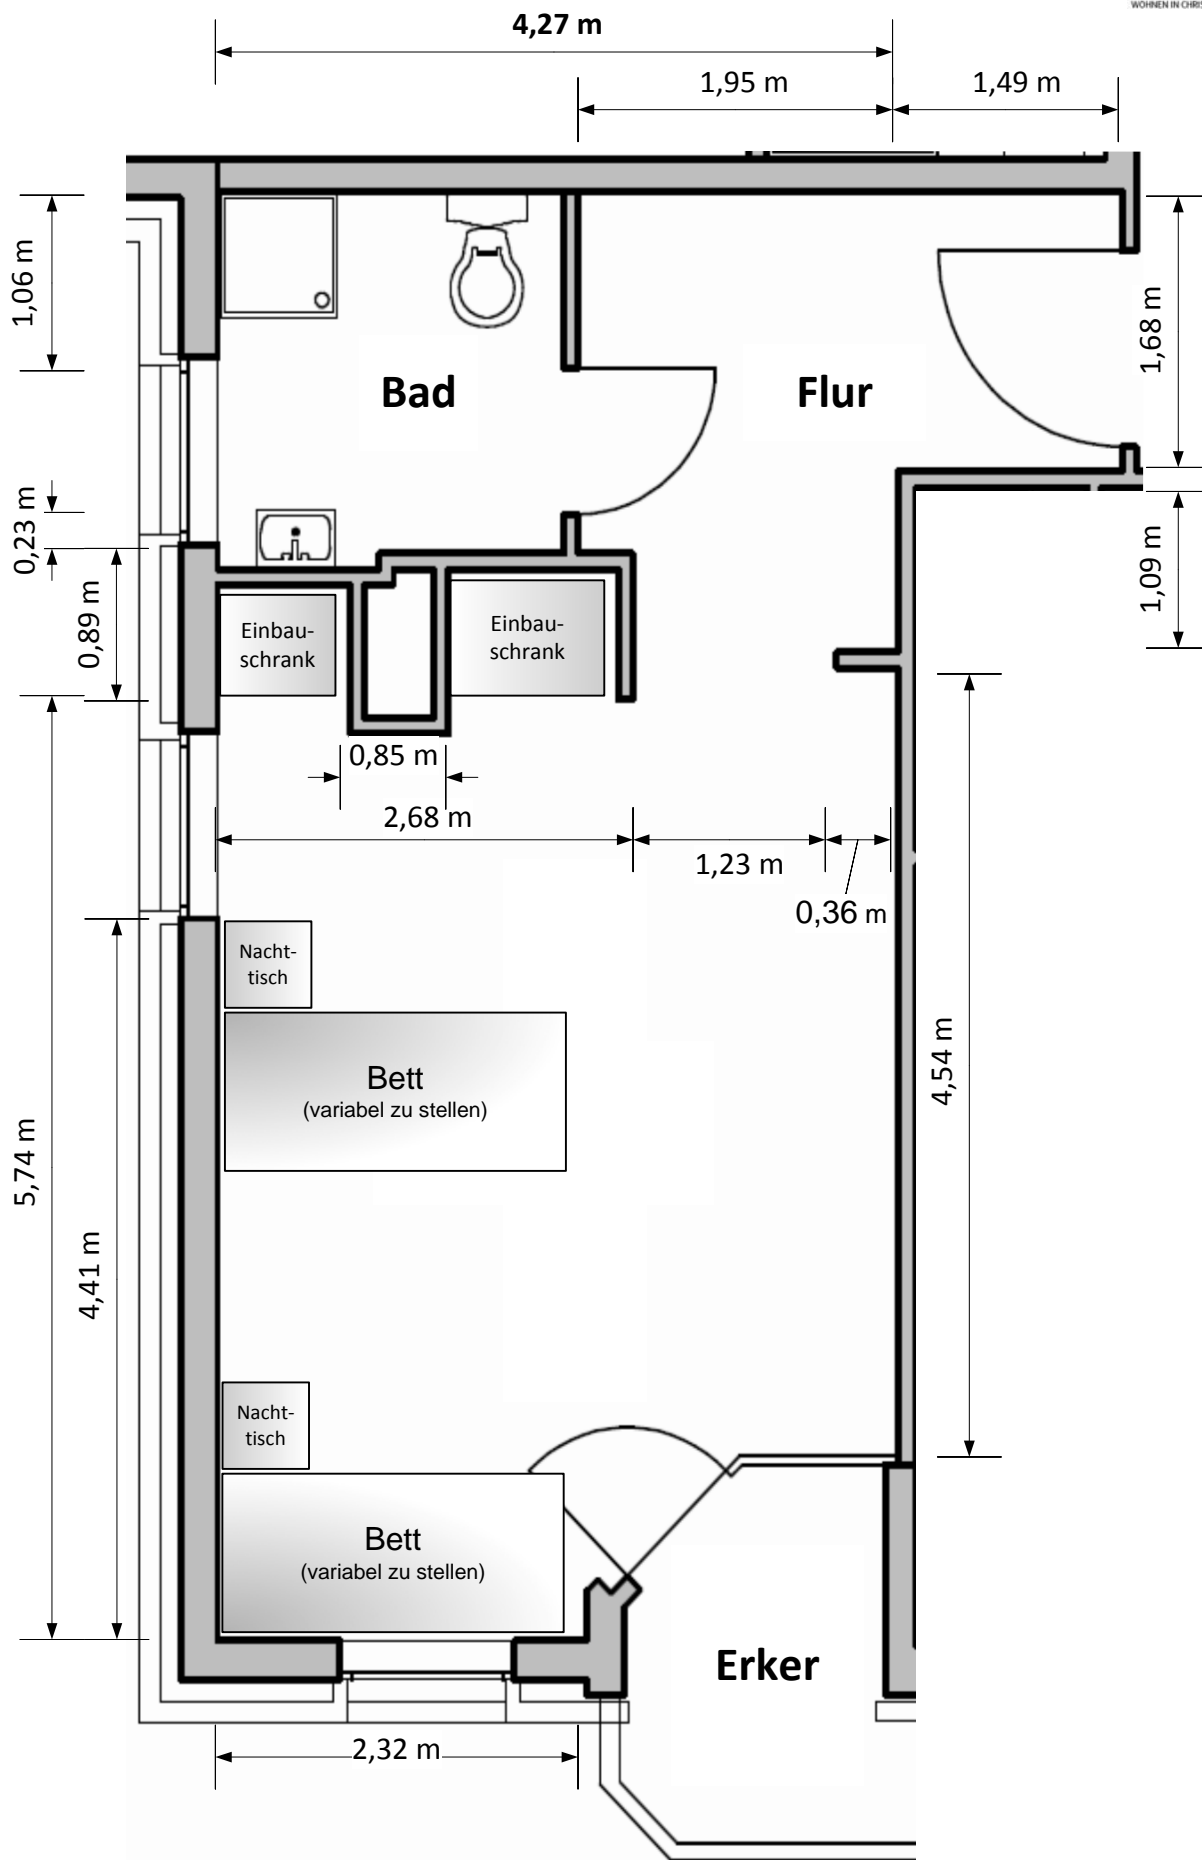 WOHNEN IN CHRIS
4,27 m
1,95 m
1,49 m
1,06 m
1,68 m
Bad
Flur
0,23 m
1,09 m
0,89 m
Einbau-
schrank
Einbau-
schrank
0,85 m
2,68 m
1,23 m
0,36 m
Nacht-
tisch
Bett
(variabel zu stellen)
4,54 m
5,74 m
4,41 m
Nacht-
tisch
Bett
(variabel zu stellen)
Erker
2,32 m